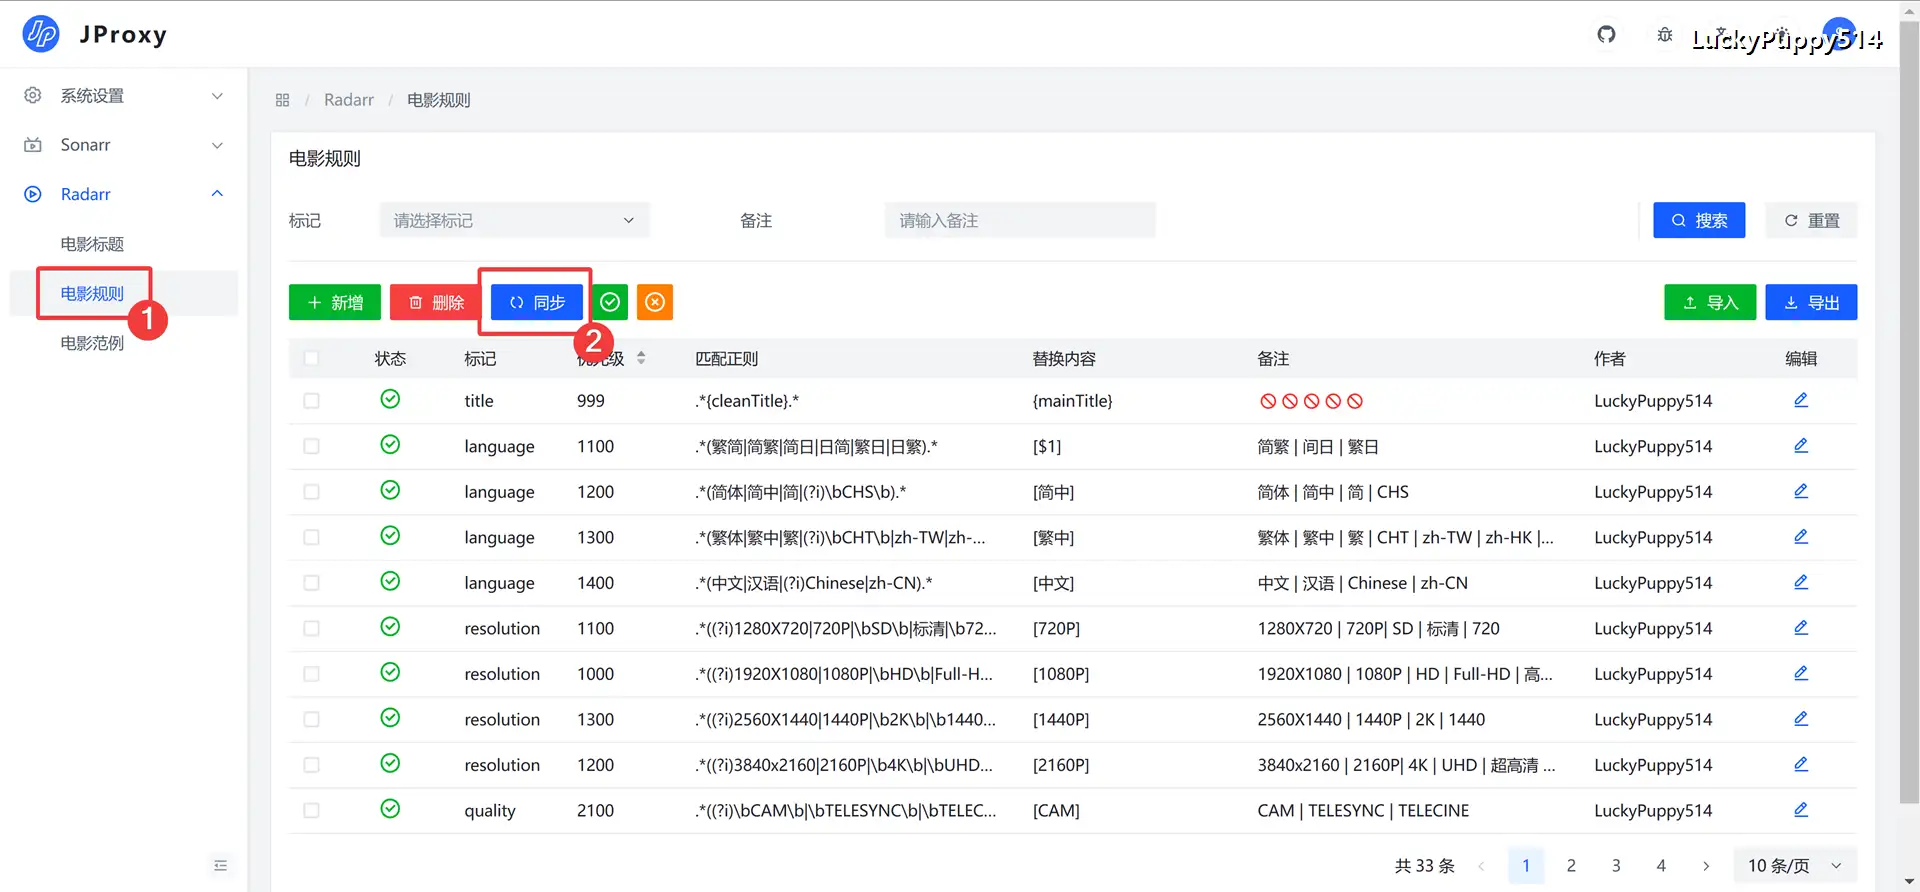 JProxy
LuckyPuppy514
系统设置
Sonarr
Radarr
电影标题
电影规则
1
电影范例
/ Radarr / 电影规则
电影规则
标记 请选择标记 备注 请输入备注 搜索 重置
新增 删除 同步 导入 导出
2
状态 标记 级 匹配正则 替换内容 备注 作者 编辑
title 999 .*{cleanTitle}.* {mainTitle} LuckyPuppy514
language 1100 .*(繁简|简繁|简日|日简|繁日|日繁).* [$1] 简繁 | 间日 | 繁日 LuckyPuppy514
language 1200 .*(简体|简中|简|(?i)\bCHS\b).* [简中] 简体 | 简中 | 简 | CHS LuckyPuppy514
language 1300 .*(繁体|繁中|繁|(?i)\bCHT\b|zh-TW|zh-... [繁中] 繁体 | 繁中 | 繁 | CHT | zh-TW | zh-HK |... LuckyPuppy514
language 1400 .*(中文|汉语|(?i)Chinese|zh-CN).* [中文] 中文 | 汉语 | Chinese | zh-CN LuckyPuppy514
resolution 1100 .*((?i)1280X720|720P|\bSD\b|标清|\b72... [720P] 1280X720 | 720P| SD | 标清 | 720 LuckyPuppy514
resolution 1000 .*((?i)1920X1080|1080P|\bHD\b|Full-H... [1080P] 1920X1080 | 1080P | HD | Full-HD | 高... LuckyPuppy514
resolution 1300 .*((?i)2560X1440|1440P|\b2K\b|\b1440... [1440P] 2560X1440 | 1440P | 2K | 1440 LuckyPuppy514
resolution 1200 .*((?i)3840x2160|2160P|\b4K\b|\bUHD... [2160P] 3840x2160 | 2160P| 4K | UHD | 超高清 ... LuckyPuppy514
quality 2100 .*((?i)\bCAM\b|\bTELESYNC\b|\bTELEC... [CAM] CAM | TELESYNC | TELECINE LuckyPuppy514
共 33 条 1 2 3 4 10 条/页